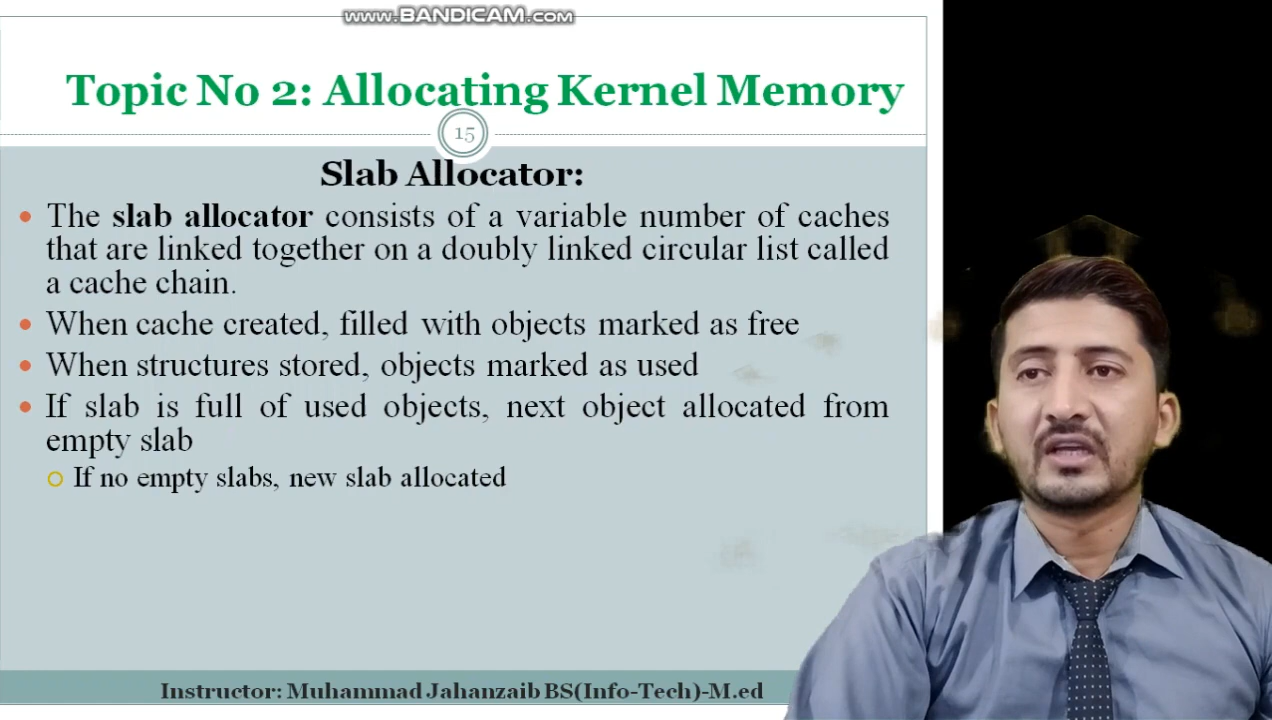 www.BANDICAM.com
Topic No 2: Allocating Kernel Memory
15
Slab Allocator:
The slab allocator consists of a variable number of caches
that are linked together on a doubly linked circular list called
a cache chain.
When cache created, filled with objects marked as free
When structures stored, objects marked as used
If slab is full of used objects, next object allocated from
empty slab
If no empty slabs, new slab allocated
Instructor: Muhammad Jahanzaib BS(Info-Tech)-M.ed